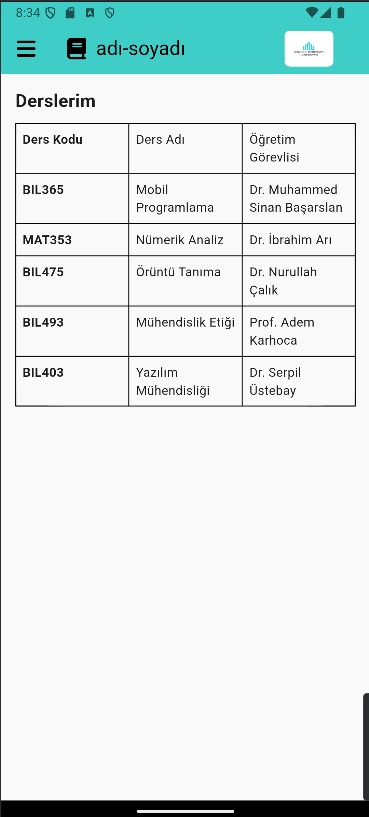 8:34
adı-soyadı
Derslerim
Ders Kodu
Ders Adı
Öğretim
Görevlisi
BIL365
Mobil
Programlama
Dr. Muhammed
Sinan Başarslan
MAT353
Nümerik Analiz
Dr. İbrahim Arı
BIL475
Örüntü Tanıma
Dr. Nurullah
Çalık
BIL493
Mühendislik Etiği
Prof. Adem
Karhoca
BIL403
Yazılım
Mühendisliği
Dr. Serpil
Üstebay